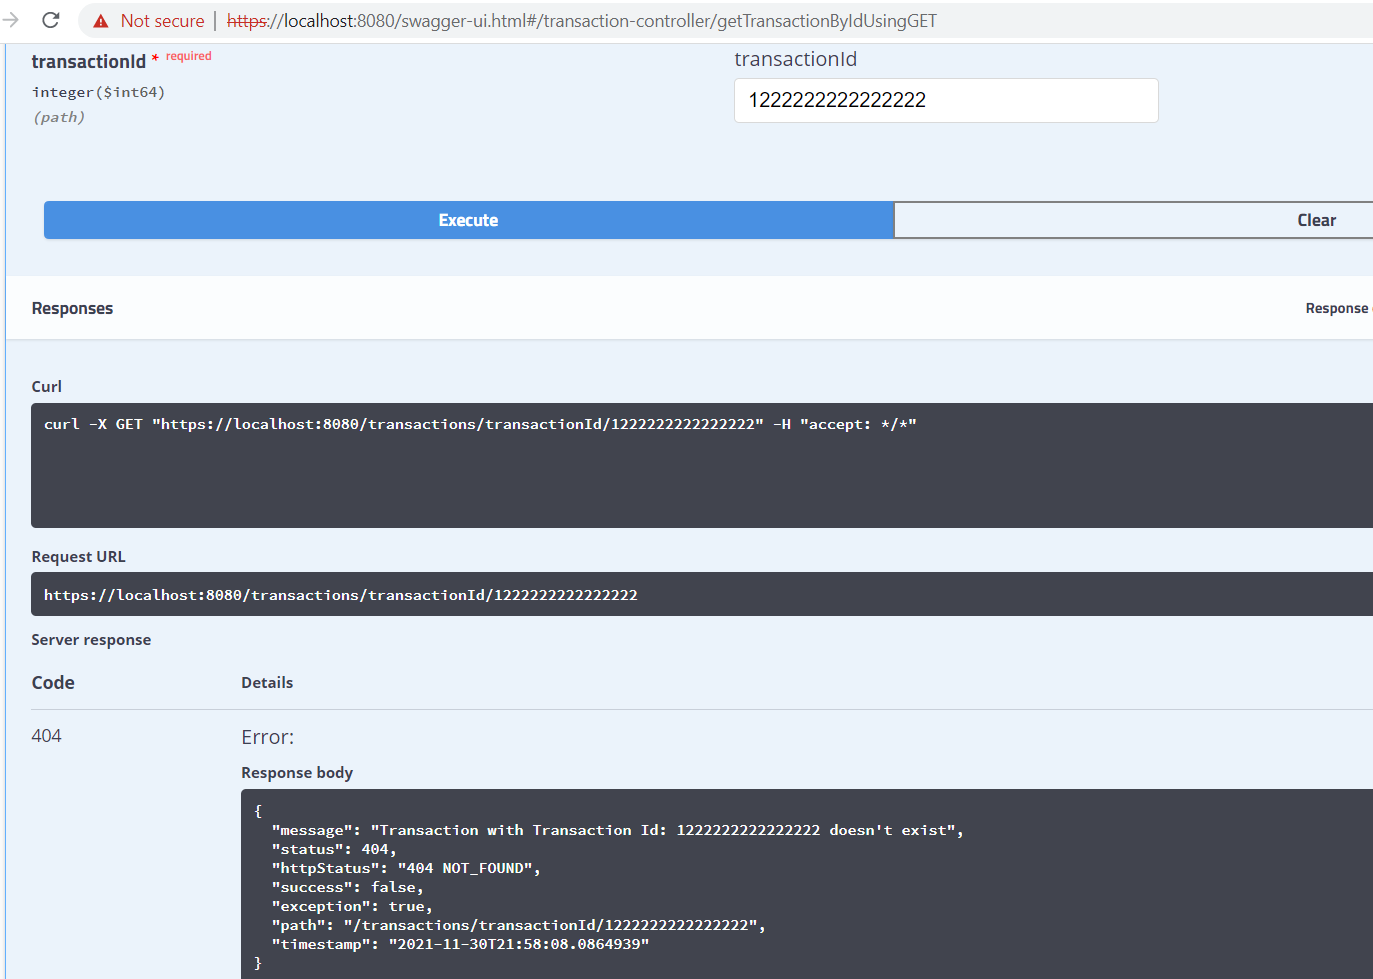 Not secure | https://localhost:8080/swagger-ui.html#/transaction-controller/getTransactionByIdUsingGET
transactionId * required
transactionId
integer($int64)
1222222222222222
(path)
Execute
Clear
Responses
Response
Curl
curl -X GET "https://localhost:8080/transactions/transactionId/1222222222222222" -H "accept: */*"
Request URL
https://localhost:8080/transactions/transactionId/1222222222222222
Server response
Code
Details
404
Error:
Response body
{
"message": "Transaction with Transaction Id: 1222222222222222 doesn't exist",
"status": 404,
"httpStatus": "404 NOT_FOUND",
"success": false,
"exception": true,
"path": "/transactions/transactionId/1222222222222222",
"timestamp": "2021-11-30T21:58:08.0864939"
}